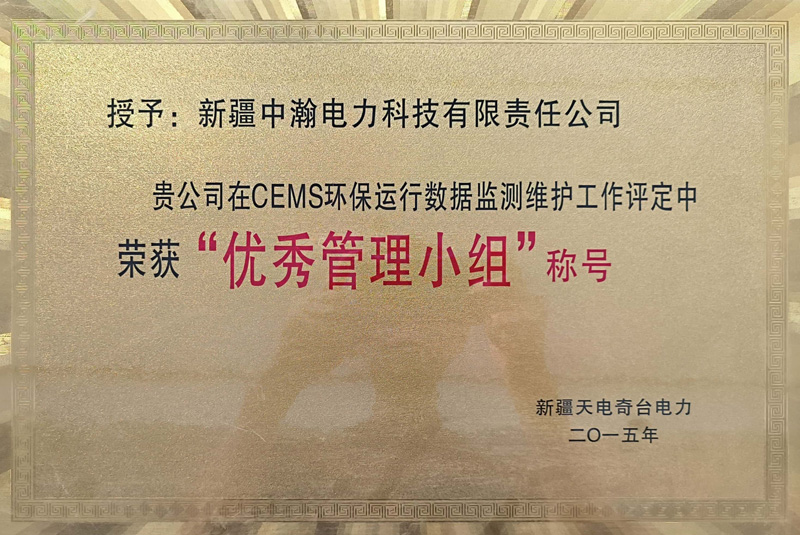 授予：新疆中瀚电力科技有限责任公司
贵公司在CEMS环保运行数据监测维护工作评定中
荣获“优秀管理小组”称号
新疆天电奇台电力
二O一五年